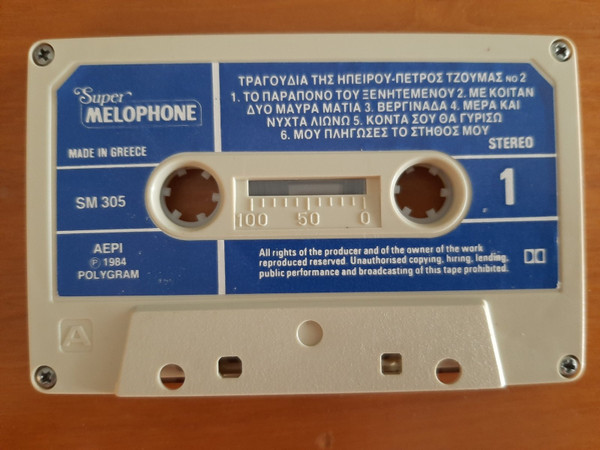 Super
MELOPHONE
MADE IN GREECE
SM 305
ΑΕΡΙ
℗ 1984
POLYGRAM
ΤΡΑΓΟΥΔΙΑ ΤΗΣ ΗΠΕΙΡΟΥ-ΠΕΤΡΟΣ ΤΖΟΥΜΑΣ NO 2
1. ΤΟ ΠΑΡΑΠΟΝΟ ΤΟΥ ΞΕΝΗΤΕΜΕΝΟΥ 2. ΜΕ ΚΟΙΤΑΝ
ΔΥΟ ΜΑΥΡΑ ΜΑΤΙΑ 3. ΒΕΡΓΙΝΑΔΑ 4. ΜΕΡΑ ΚΑΙ
ΝΥΧΤΑ ΛΙΩΝΩ 5. ΚΟΝΤΑ ΣΟΥ ΘΑ ΓΥΡΙΣΩ
6. ΜΟΥ ΠΛΗΓΩΣΕΣ ΤΟ ΣΤΗΘΟΣ ΜΟΥ
STEREO
1
100 50 0
All rights of the producer and of the owner of the work
reproduced reserved. Unauthorised copying, hiring, lending,
public performance and broadcasting of this tape prohibited.
A